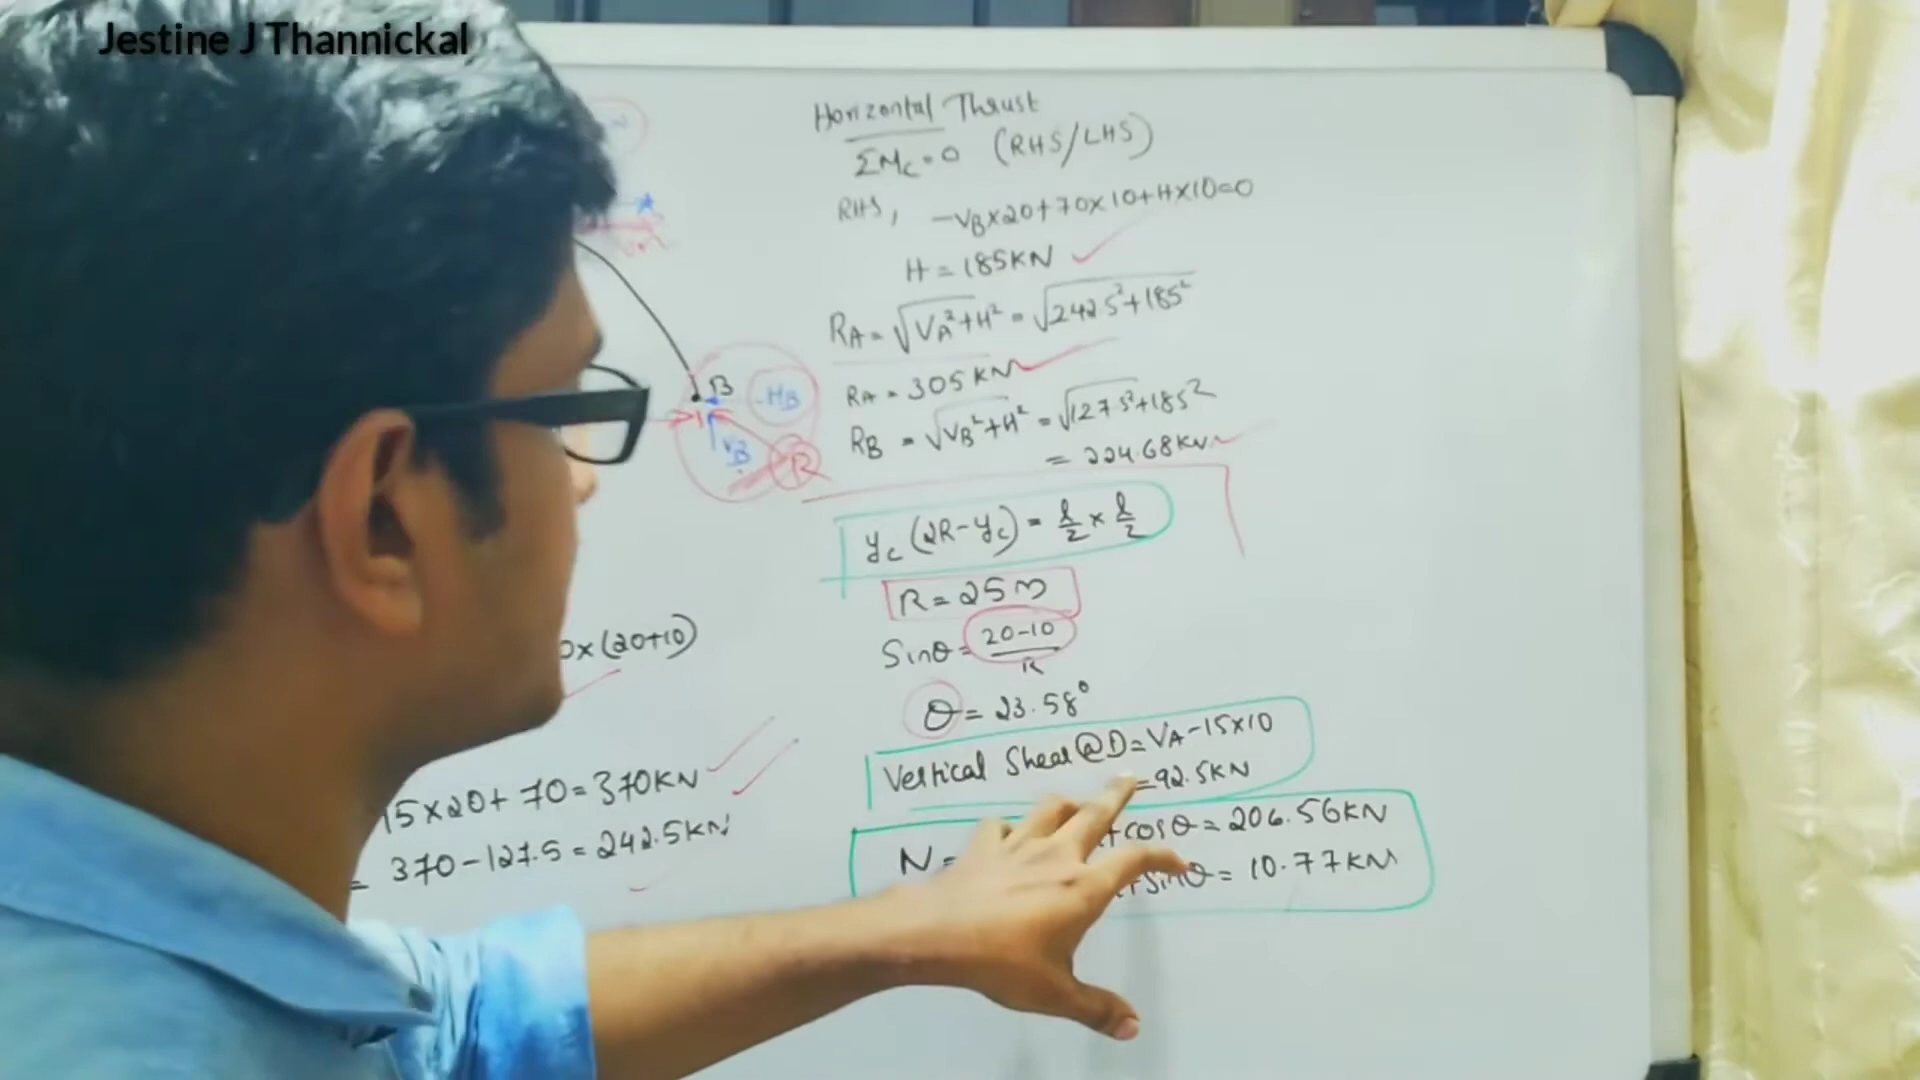 Jestine J Thannickal
Horizontal Thrust
ΣMc=0 (RHS/LHS)
RHS, -VB×20+70×10+H×10=0
H=185KN
RA=√VA²+H² = √242.5²+185²
RA=305KN
RB = √VB²+H² = √127.5²+185²
= 224.68KN
B
HB
VB
R
yc(2R-yc) = l/2 × l/2
R=25m
Sinθ = 20-10/R
θ=23.58°
Vertical Shear @D=VA-15×10
=92.5KN
N=
cosθ=206.56KN
sinθ=10.77KN
×(20+10)
15×20+70=370KN
= 370-127.5=242.5KN